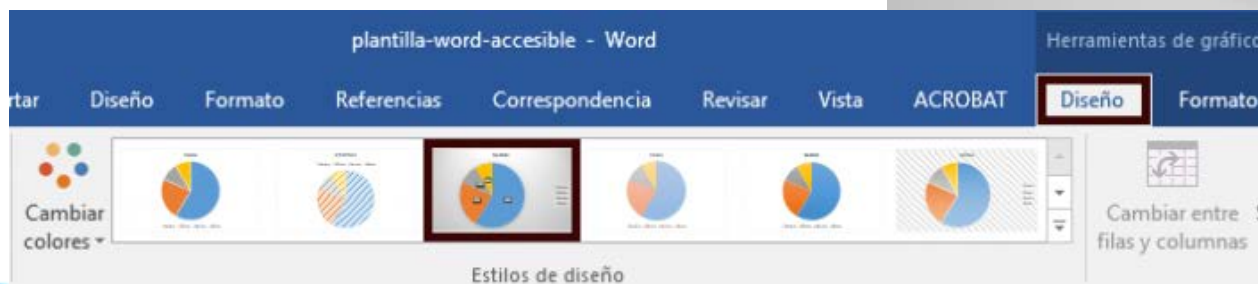 plantilla-word-accesible - Word
Herramientas de gráfico
rtar Diseño Formato Referencias Correspondencia Revisar Vista ACROBAT Diseño Formato
Cambiar colores
Cambiar entre filas y columnas
Estilos de diseño